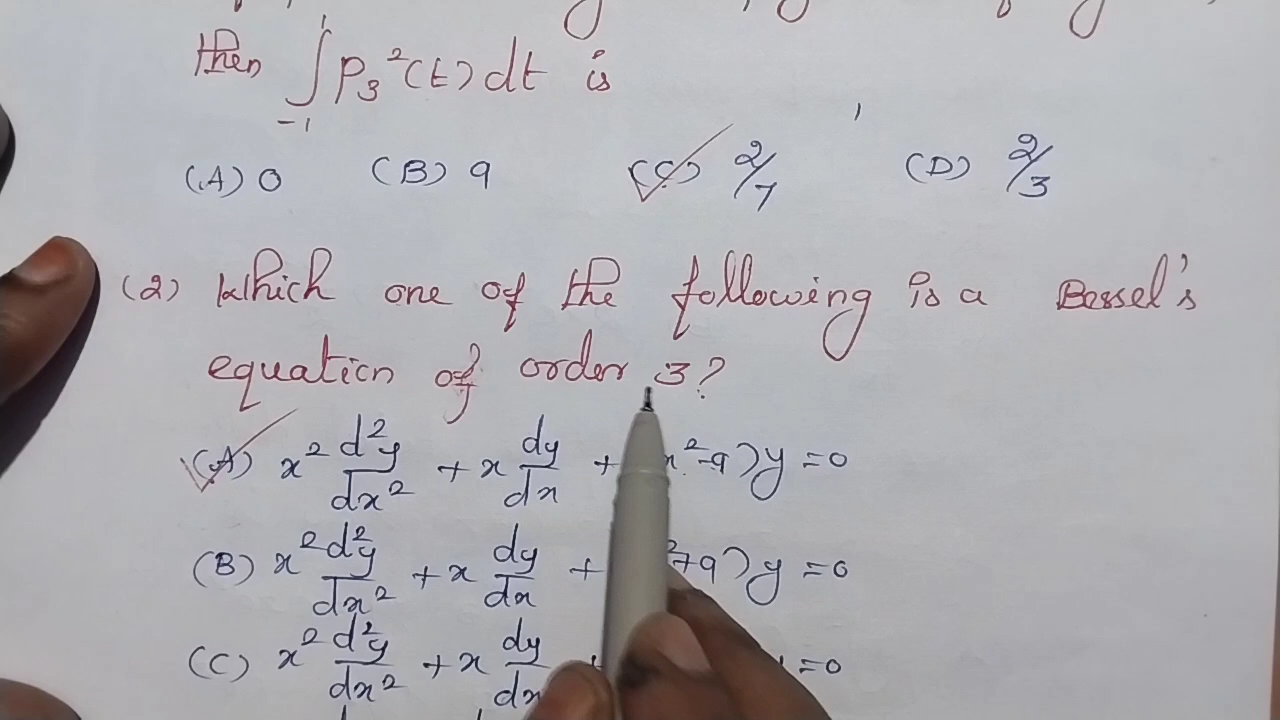 then ∫₋₁¹ P₃²(t) dt is
(A) 0 (B) 9 (C) 2/7 (D) 2/3
(2) Which one of the following is a Bessel's
equation of order 3?
(A) x² d²y/dx² + x dy/dx + x²-9)y = 0
(B) x² d²y/dx² + x dy/dx + ²+9)y = 0
(C) x² d²y/dx² + x dy/dx =0